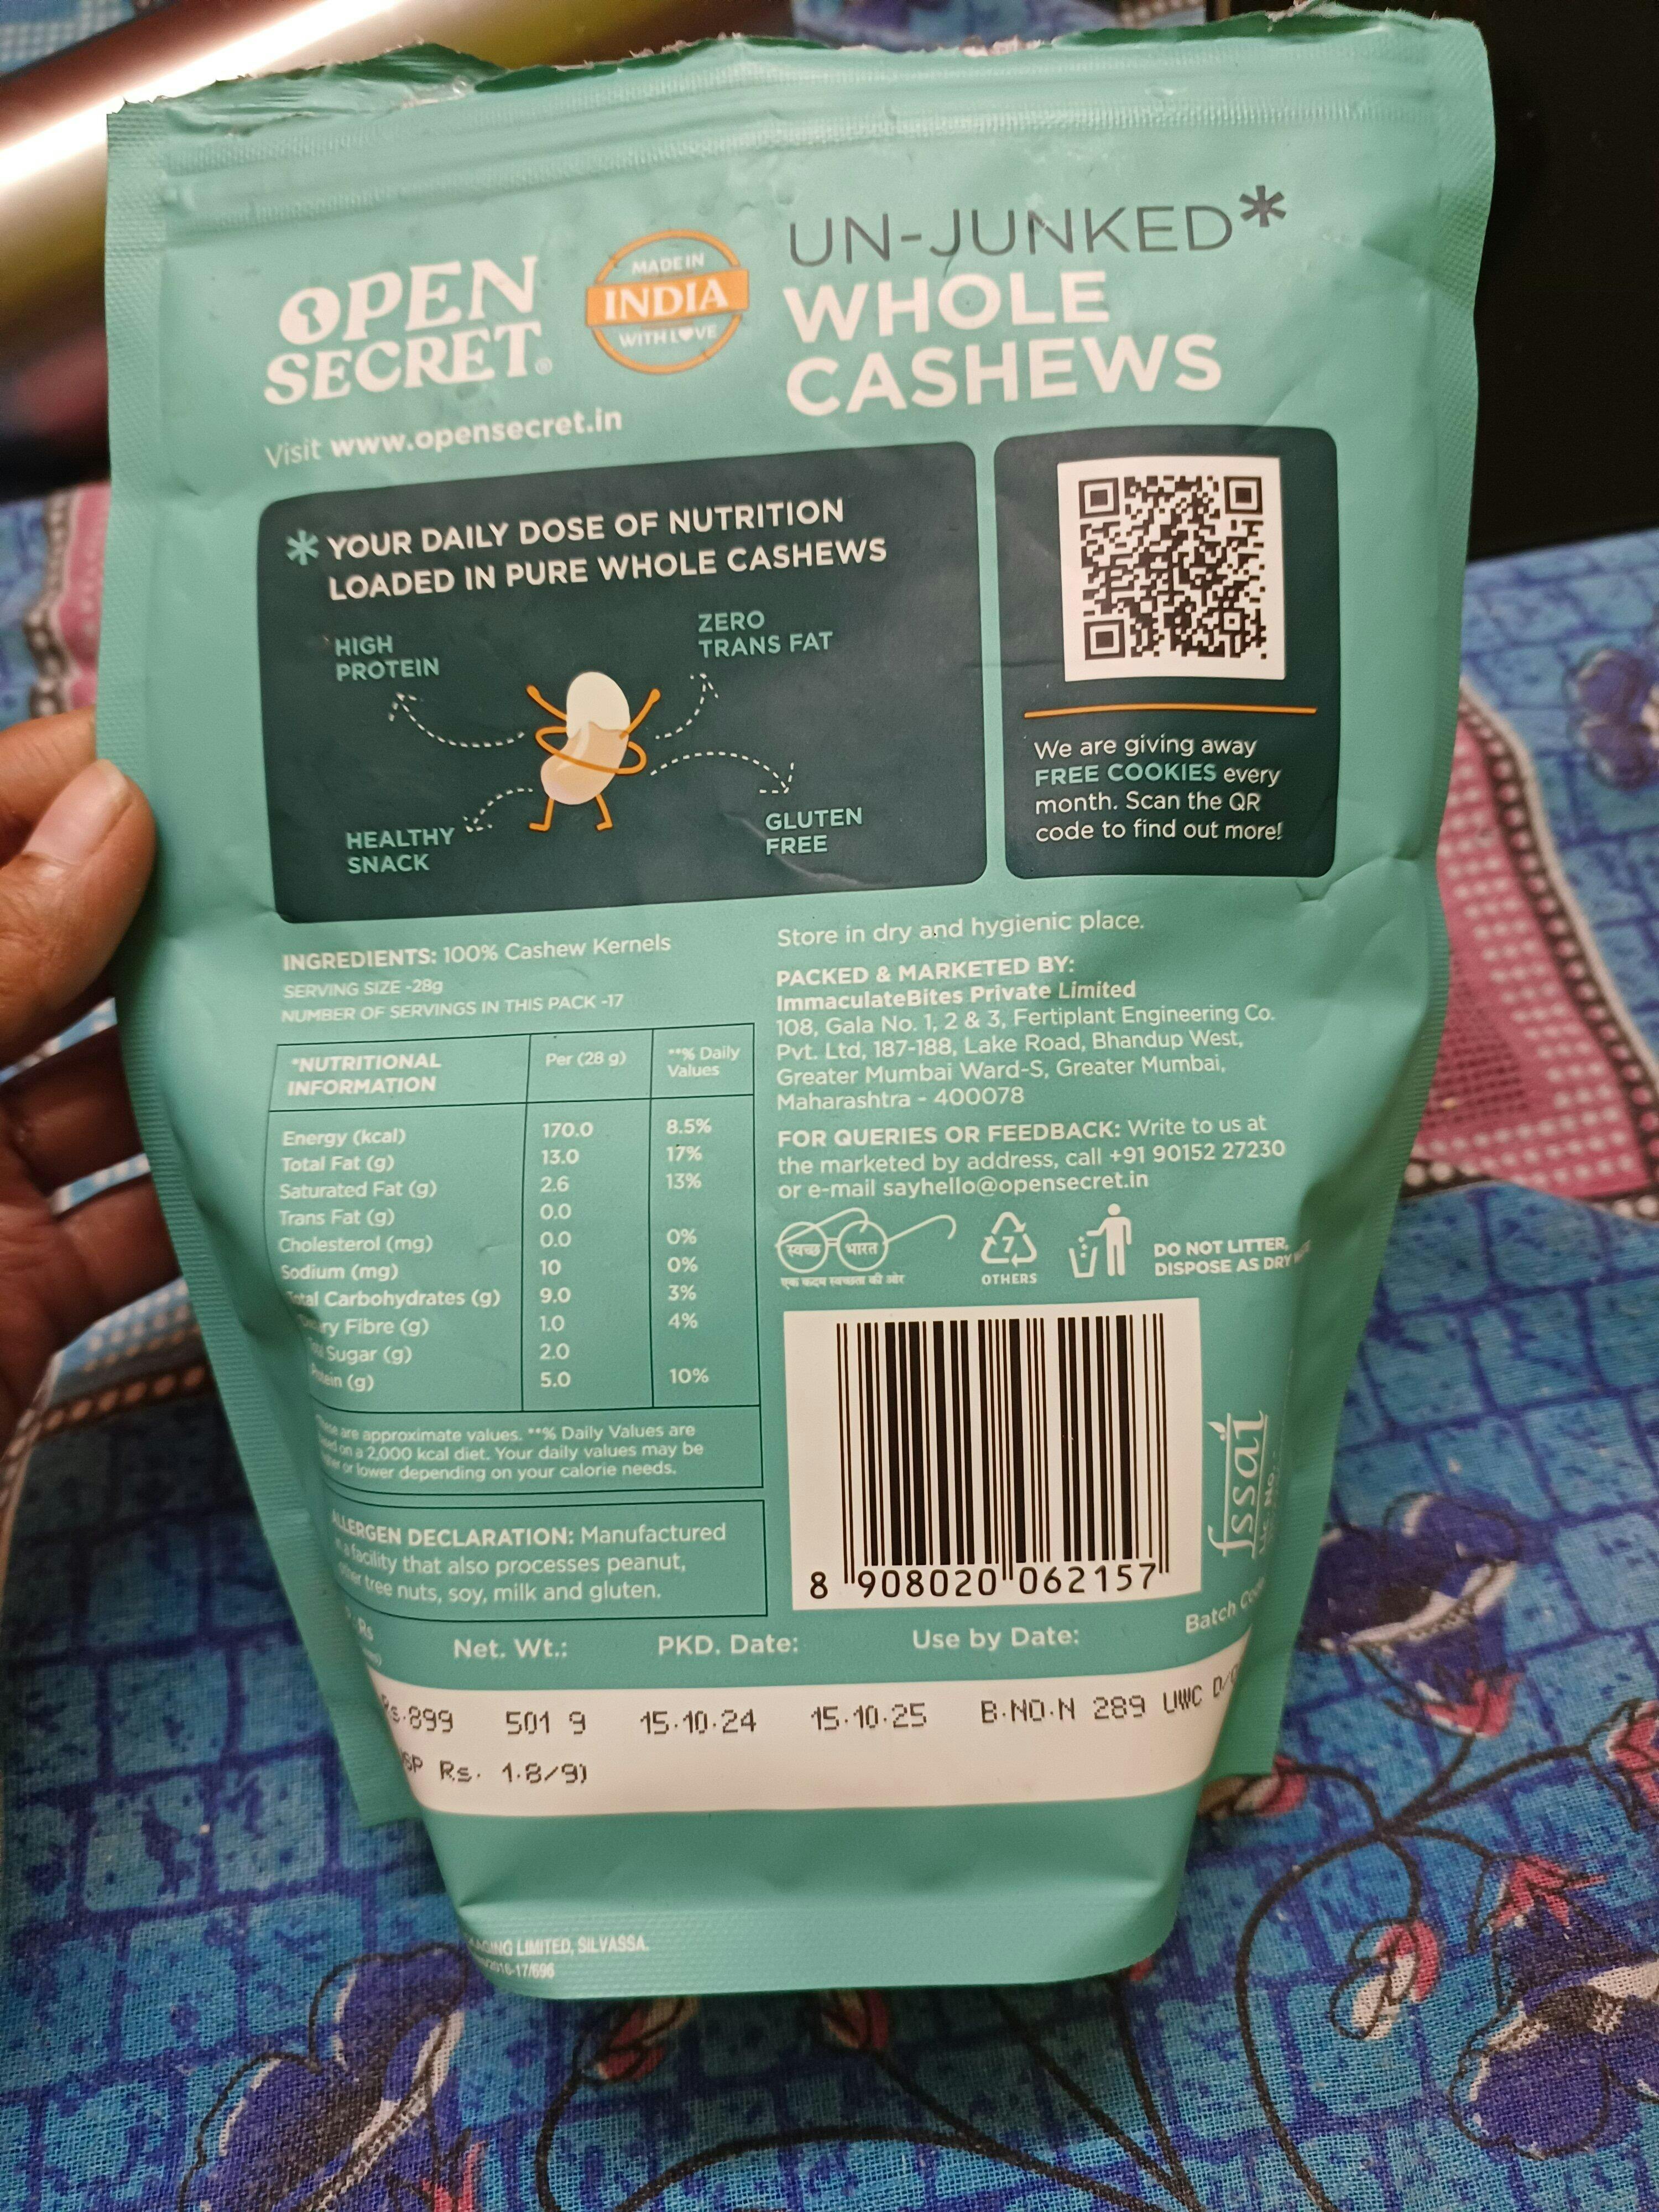 OPEN
SECRET®
Visit www.opensecret.in
MADE IN
INDIA
WITH LOVE
UN-JUNKED*
WHOLE
CASHEWS
* YOUR DAILY DOSE OF NUTRITION
LOADED IN PURE WHOLE CASHEWS
HIGH
PROTEIN
ZERO
TRANS FAT
HEALTHY
SNACK
GLUTEN
FREE
We are giving away
FREE COOKIES every
month. Scan the QR
code to find out more!
INGREDIENTS: 100% Cashew Kernels
SERVING SIZE -28g
NUMBER OF SERVINGS IN THIS PACK -17
*NUTRITIONAL INFORMATION Per (28 g) **% Daily Values
Energy (kcal) 170.0 8.5%
Total Fat (g) 13.0 17%
Saturated Fat (g) 2.6 13%
Trans Fat (g) 0.0
Cholesterol (mg) 0.0 0%
Sodium (mg) 10 0%
Total Carbohydrates (g) 9.0 3%
Fibre (g) 1.0 4%
Sugar (g) 2.0
Protein (g) 5.0 10%
are approximate values. **% Daily Values are
on a 2,000 kcal diet. Your daily values may be
or lower depending on your calorie needs.
ALLERGEN DECLARATION: Manufactured
a facility that also processes peanut,
other tree nuts, soy, milk and gluten.
Store in dry and hygienic place.
PACKED & MARKETED BY:
ImmaculateBites Private Limited
108, Gala No. 1, 2 & 3, Fertiplant Engineering Co.
Pvt. Ltd, 187-188, Lake Road, Bhandup West,
Greater Mumbai Ward-S, Greater Mumbai,
Maharashtra - 400078
FOR QUERIES OR FEEDBACK: Write to us at
the marketed by address, call +91 90152 27230
or e-mail sayhello@opensecret.in
स्वच्छ भारत
एक कदम स्वच्छता की ओर
7
OTHERS
DO NOT LITTER,
DISPOSE AS DRY
8 908020 062157
fssai
Rs Net. Wt.: PKD. Date: Use by Date: Batch
Rs.899 501 g 15.10.24 15.10.25 B.NO.N 289 UWC
SP Rs. 1.8/g)
LIMITED, SILVASSA.
2016-17/696